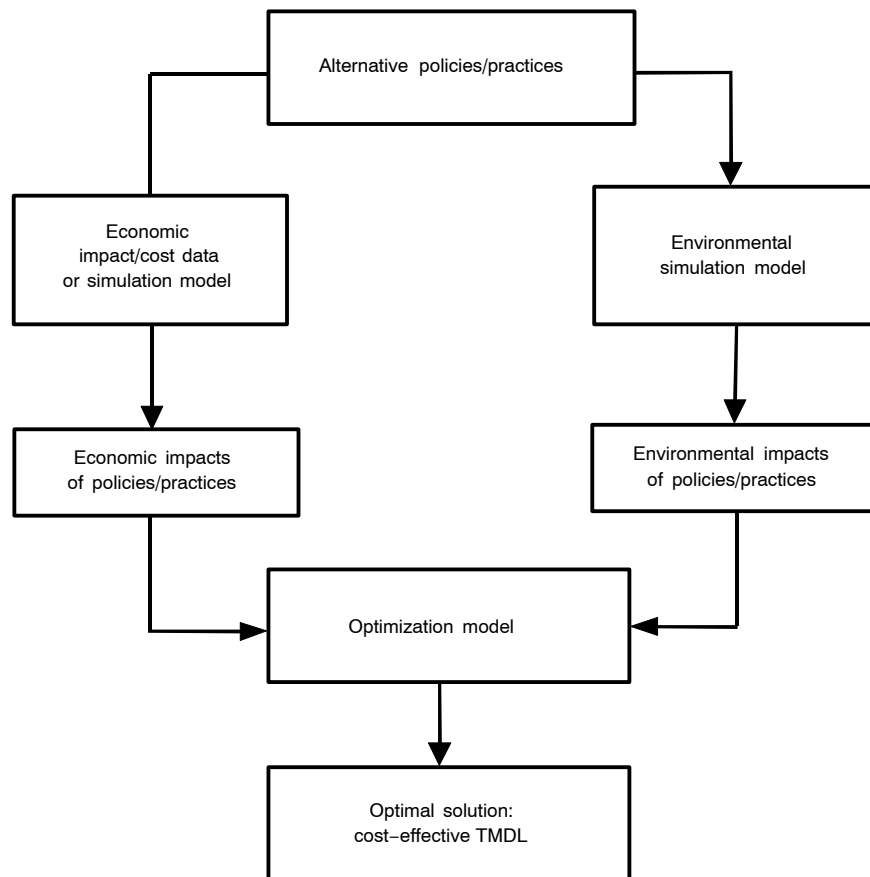 Alternative policies/practices
Economic
impact/cost data
or simulation model
Environmental
simulation model
Economic impacts
of policies/practices
Environmental impacts
of policies/practices
Optimization model
Optimal solution:
cost−effective TMDL